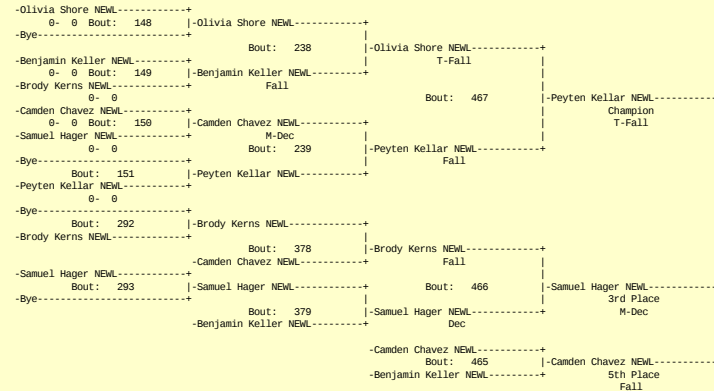 -Olivia Shore NEWL-----------+
0-  0  Bout:   148      |-Olivia Shore NEWL-----------+
-Bye-------------------------+                             |
Bout:   238      |-Olivia Shore NEWL-----------+
-Benjamin Keller NEWL--------+                             |           T-Fall            |
0-  0  Bout:   149      |-Benjamin Keller NEWL--------+                             |
-Brody Kerns NEWL------------+            Fall                                           |
0-  0                                                     Bout:   467      |-Peyten Kellar NEWL----------
-Camden Chavez NEWL----------+                                                           |          Champion
0-  0  Bout:   150      |-Camden Chavez NEWL----------+                             |           T-Fall
-Samuel Hager NEWL-----------+            M-Dec            |                             |
0-  0                              Bout:   239      |-Peyten Kellar NEWL----------+
-Bye-------------------------+                             |            Fall
Bout:   151      |-Peyten Kellar NEWL----------+
-Peyten Kellar NEWL----------+
0-  0
-Bye-------------------------+
Bout:   292      |-Brody Kerns NEWL------------+
-Brody Kerns NEWL------------+                             |
Bout:   378      |-Brody Kerns NEWL------------+
-Camden Chavez NEWL----------+            Fall             |
-Samuel Hager NEWL-----------+                                                           |
Bout:   293      |-Samuel Hager NEWL-----------+         Bout:   466      |-Samuel Hager NEWL-----------
-Bye-------------------------+                             |                             |         3rd Place
Bout:   379      |-Samuel Hager NEWL-----------+           M-Dec
-Benjamin Keller NEWL--------+             Dec
-Camden Chavez NEWL----------+
Bout:   465      |-Camden Chavez NEWL----------
-Benjamin Keller NEWL--------+         5th Place
Fall